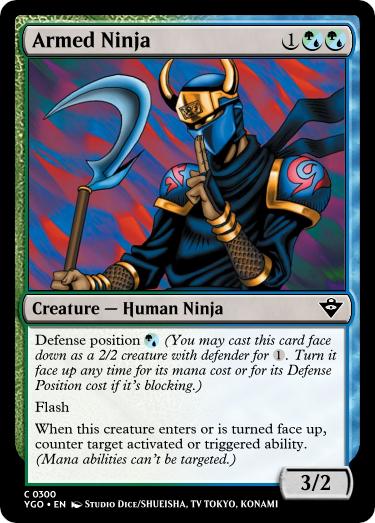 Armed Ninja 1
Creature — Human Ninja
Defense position (You may cast this card face
down as a 2/2 creature with defender for 1. Turn it
face up any time for its mana cost or for its Defense
Position cost if it's blocking.)
Flash
When this creature enters or is turned face up,
counter target activated or triggered ability.
(Mana abilities can't be targeted.)
3/2
C 0300
YGO • EN Studio Dice/SHUEISHA, TV TOKYO, KONAMI